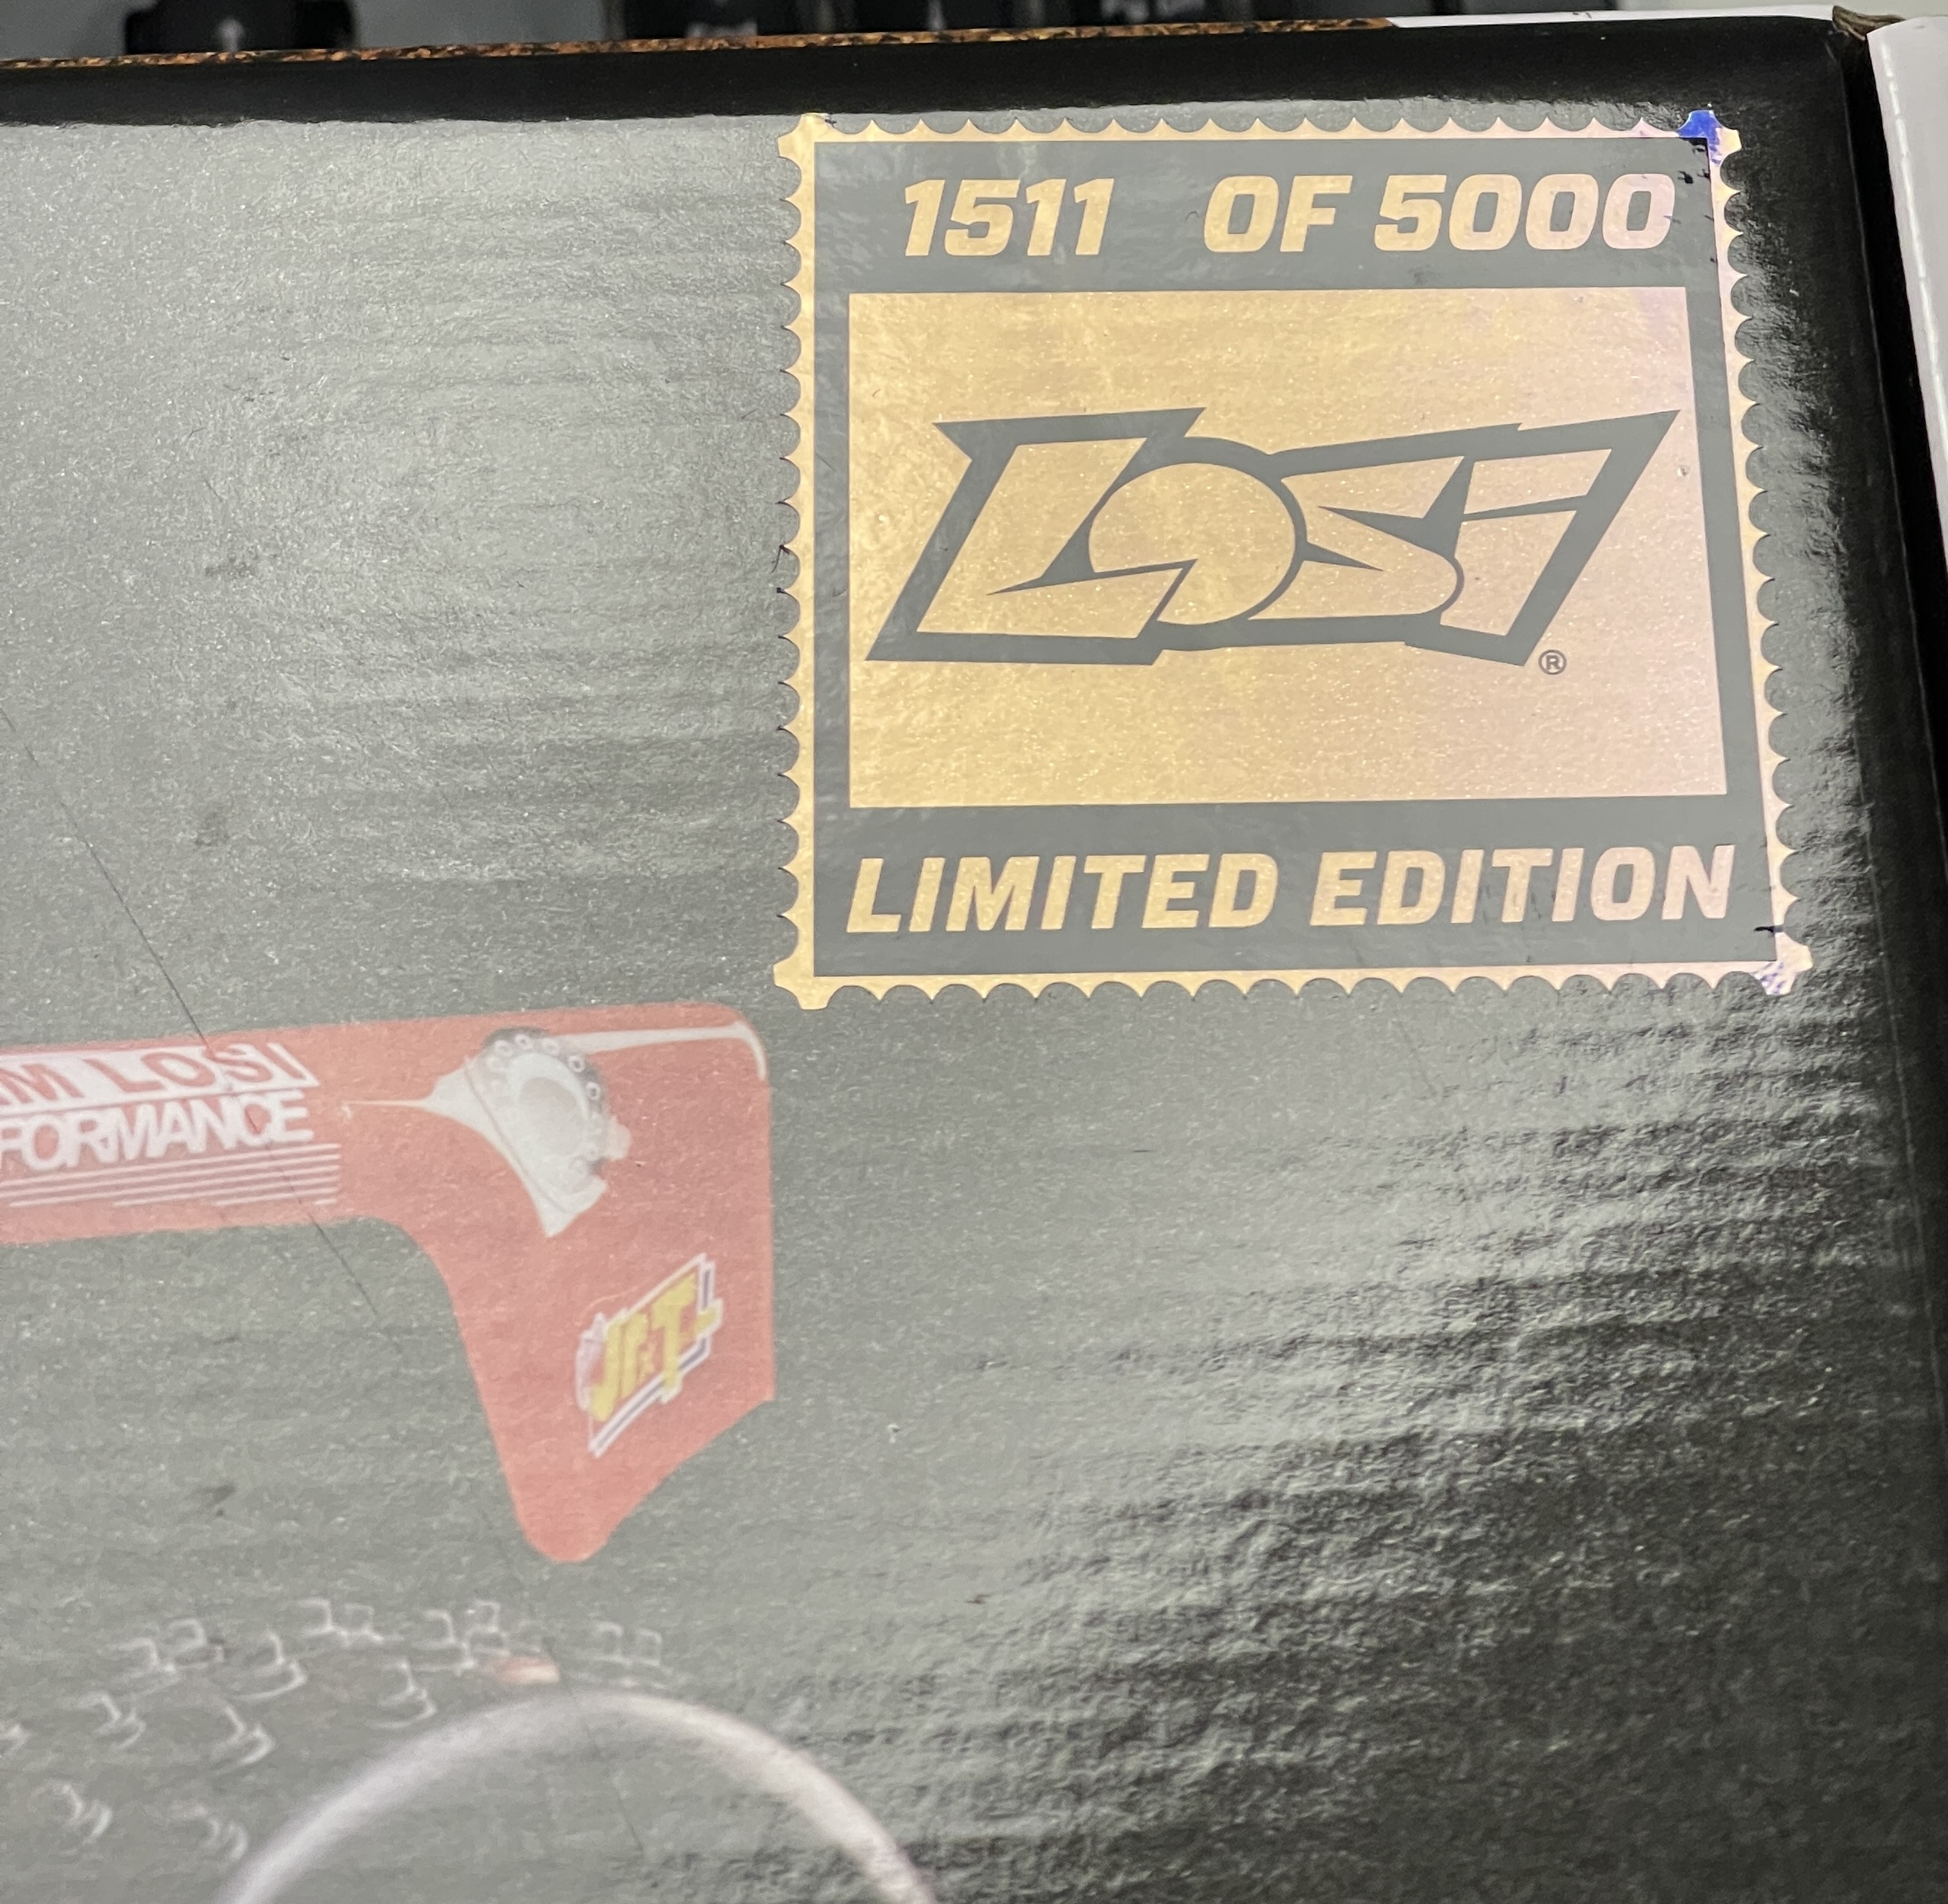 1511 OF 5000
LOSI
®
LIMITED EDITION
LOSI
FORMANCE